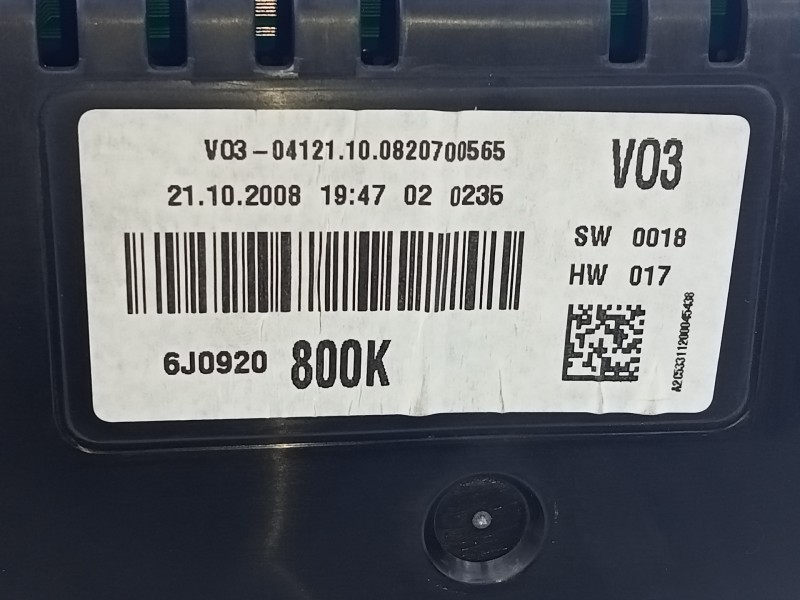 V03-04121.10.0820700565
21.10.2008 19:47 02 0235
V03
SW 0018
HW 017
6J0920 800K
A2C53311200045438